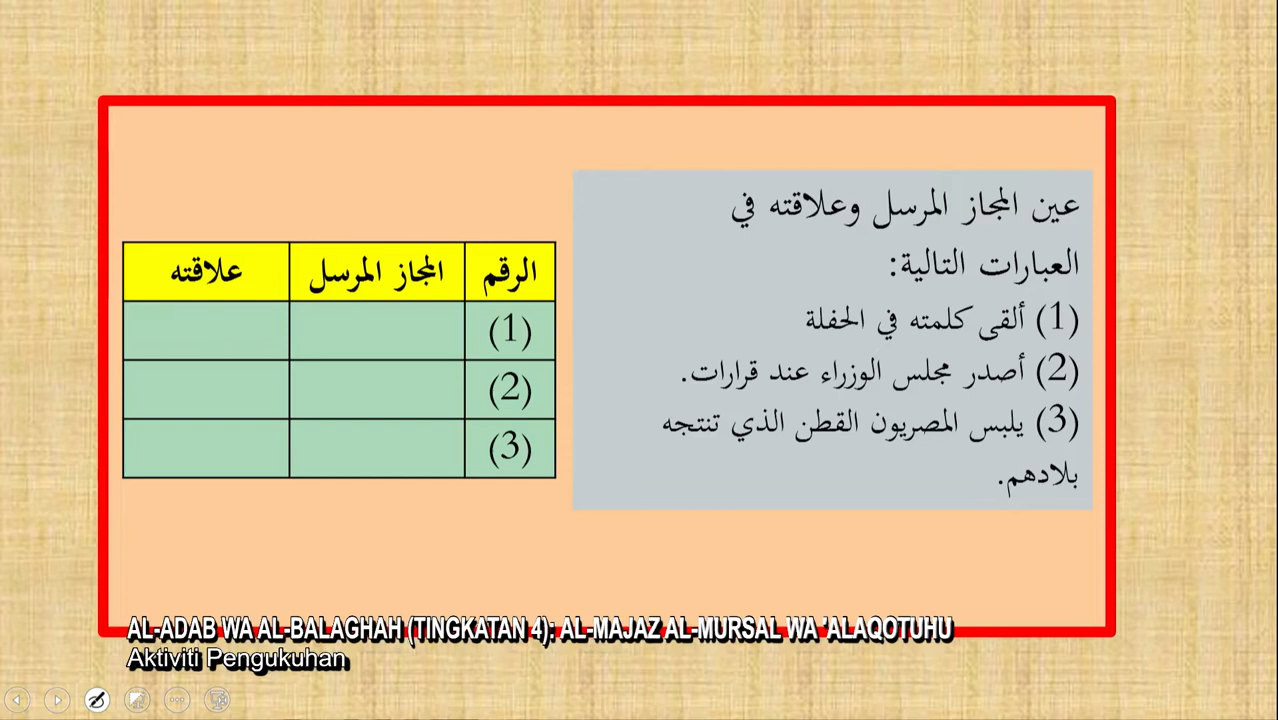 عين المجاز المرسل وعلاقته في
العبارات التالية:
(1) ألقى كلمته في الحفلة
(2) أصدر مجلس الوزراء عند قرارات.
(3) يلبس المصريون القطن الذي تنتجه
بلادهم.
الرقم المجاز المرسل علاقته
(1)
(2)
(3)
AL-ADAB WA AL-BALAGHAH (TINGKATAN 4): AL-MAJAZ AL-MURSAL WA 'ALAQOTUHU
Aktiviti Pengukuhan